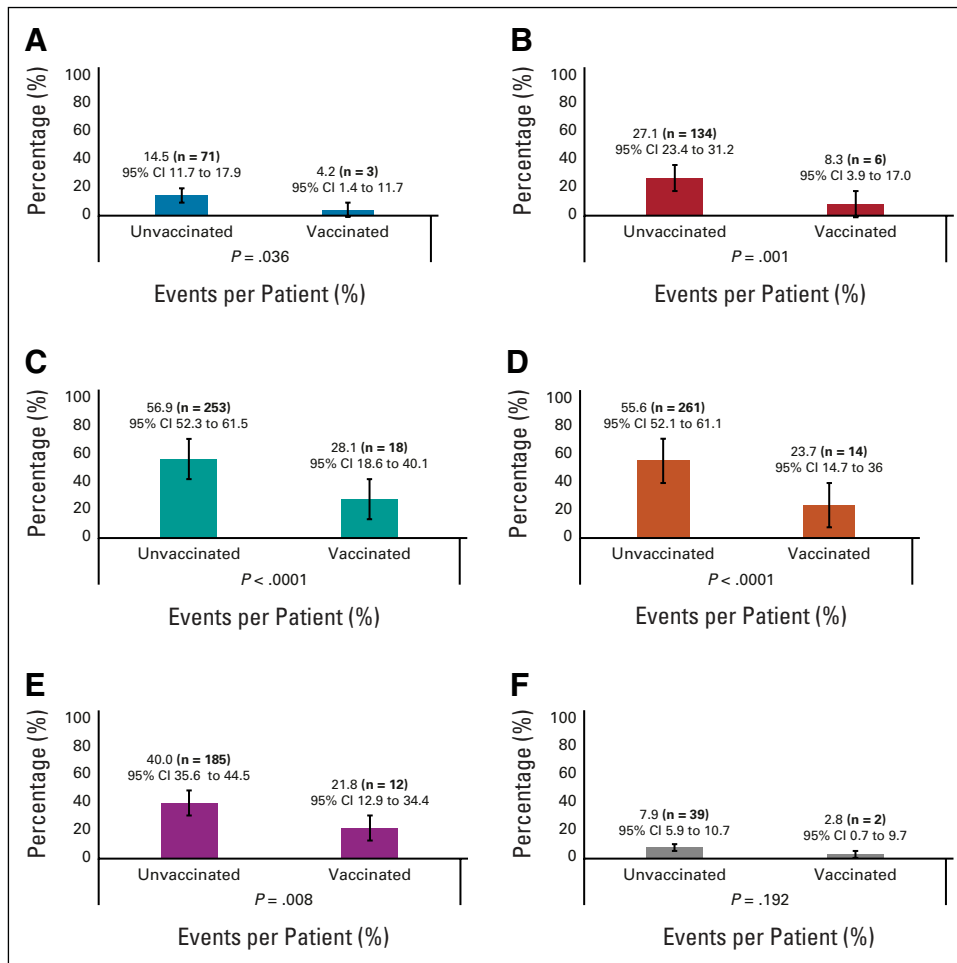 A
Percentage (%)
100
80
60
40
20
0
14.5 (n = 71)
95% CI 11.7 to 17.9
4.2 (n = 3)
95% CI 1.4 to 11.7
Unvaccinated
Vaccinated
P = .036
Events per Patient (%)
B
Percentage (%)
100
80
60
40
20
0
27.1 (n = 134)
95% CI 23.4 to 31.2
8.3 (n = 6)
95% CI 3.9 to 17.0
Unvaccinated
Vaccinated
P = .001
Events per Patient (%)
C
Percentage (%)
100
80
60
40
20
0
56.9 (n = 253)
95% CI 52.3 to 61.5
28.1 (n = 18)
95% CI 18.6 to 40.1
Unvaccinated
Vaccinated
P < .0001
Events per Patient (%)
D
Percentage (%)
100
80
60
40
20
0
55.6 (n = 261)
95% CI 52.1 to 61.1
23.7 (n = 14)
95% CI 14.7 to 36
Unvaccinated
Vaccinated
P < .0001
Events per Patient (%)
E
Percentage (%)
100
80
60
40
20
0
40.0 (n = 185)
95% CI 35.6 to 44.5
21.8 (n = 12)
95% CI 12.9 to 34.4
Unvaccinated
Vaccinated
P = .008
Events per Patient (%)
F
Percentage (%)
100
80
60
40
20
0
7.9 (n = 39)
95% CI 5.9 to 10.7
2.8 (n = 2)
95% CI 0.7 to 9.7
Unvaccinated
Vaccinated
P = .192
Events per Patient (%)